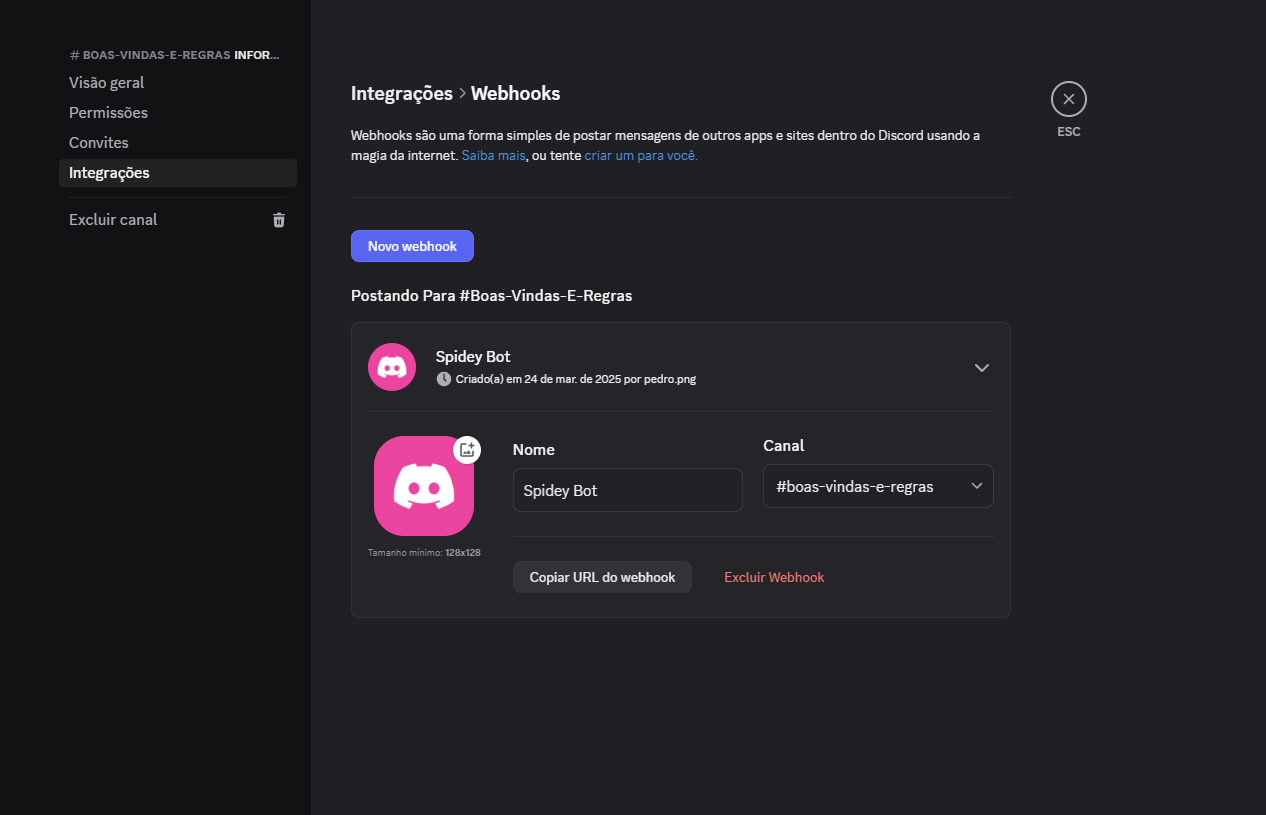 # BOAS-VINDAS-E-REGRAS INFOR...
Visão geral
Permissões
Convites
Integrações
Excluir canal
Integrações > Webhooks
Webhooks são uma forma simples de postar mensagens de outros apps e sites dentro do Discord usando a
magia da internet. Saiba mais, ou tente criar um para você.
ESC
Novo webhook
Postando Para #Boas-Vindas-E-Regras
Spidey Bot
Criado(a) em 24 de mar. de 2025 por pedro.png
Tamanho mínimo: 128x128
Nome
Spidey Bot
Canal
#boas-vindas-e-regras
Copiar URL do webhook
Excluir Webhook